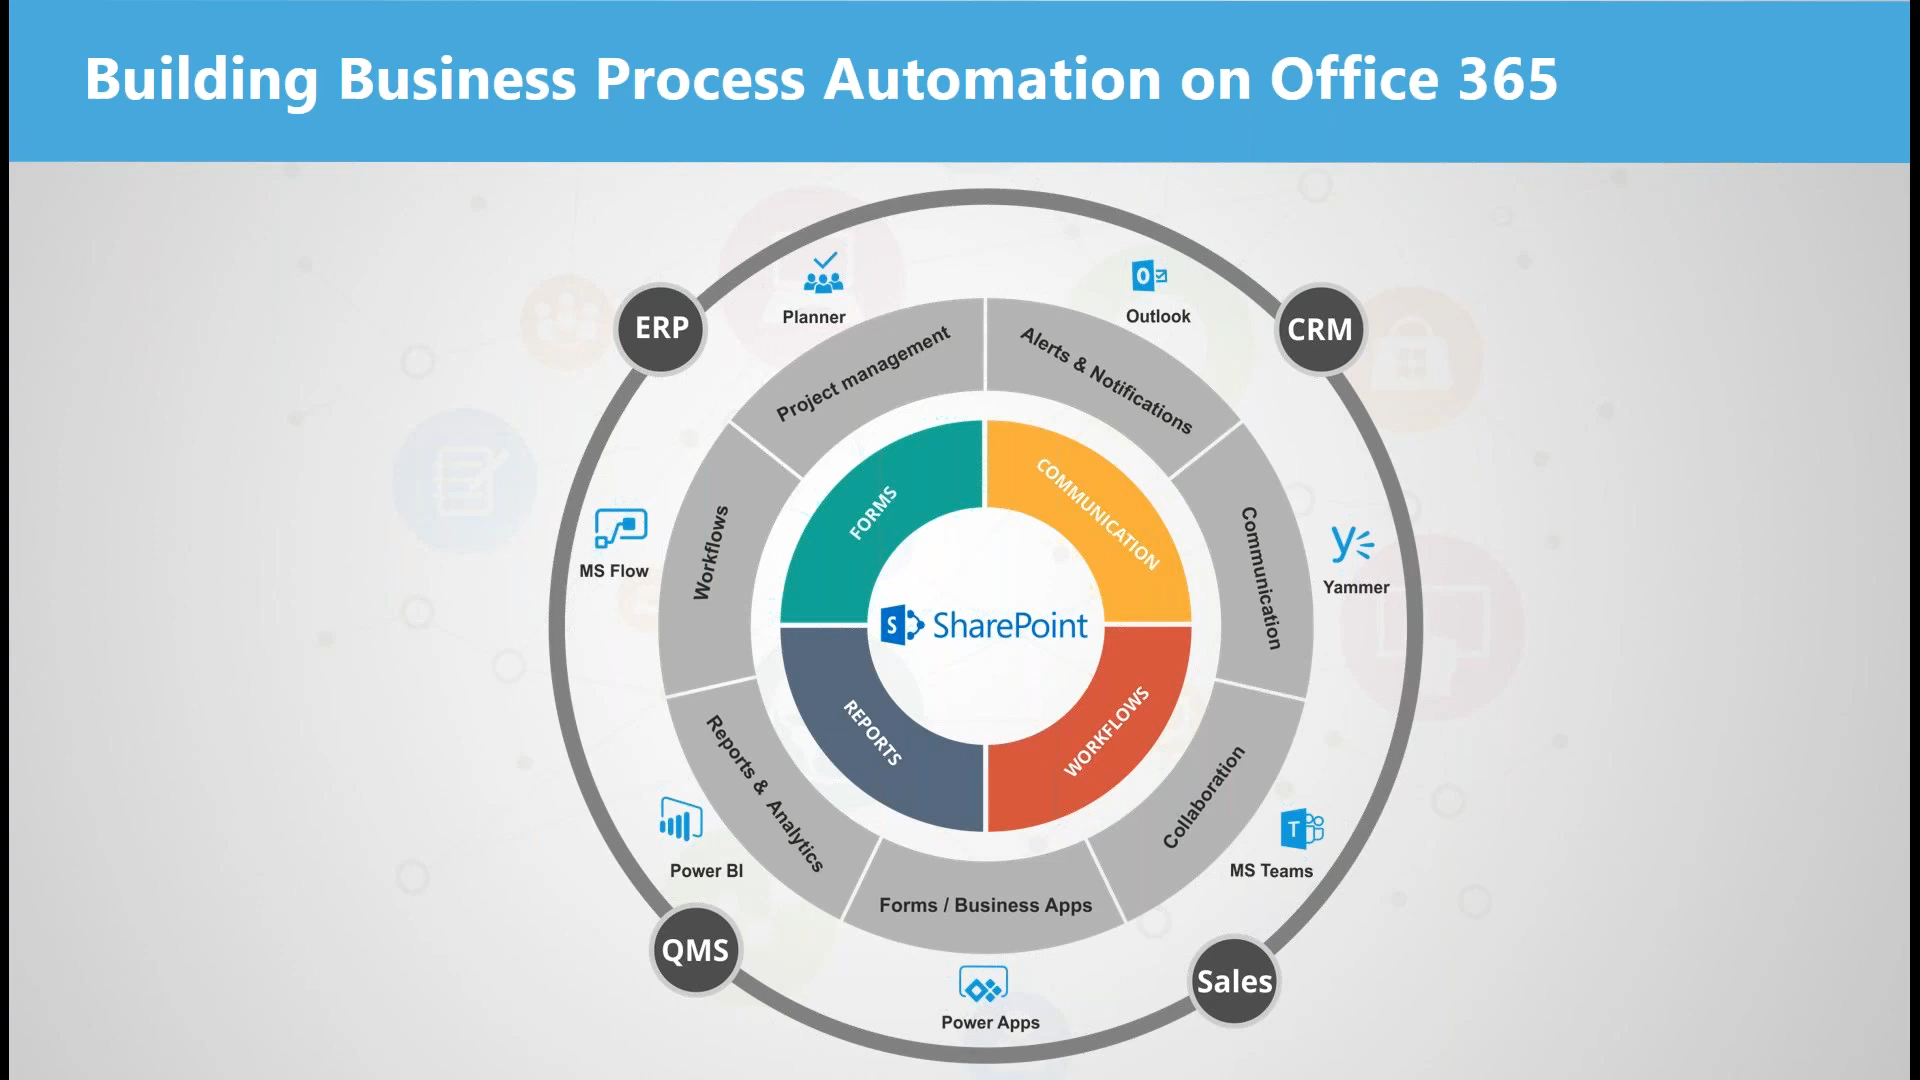 Building Business Process Automation on Office 365
Planner
Outlook
ERP
CRM
Project management
Alerts & Notifications
FORMS
COMMUNICATION
Workflows
Communication
MS Flow
Yammer
S
SharePoint
REPORTS
WORKFLOWS
Reports & Analytics
Collaboration
Power BI
T
MS Teams
Forms / Business Apps
QMS
Sales
Power Apps